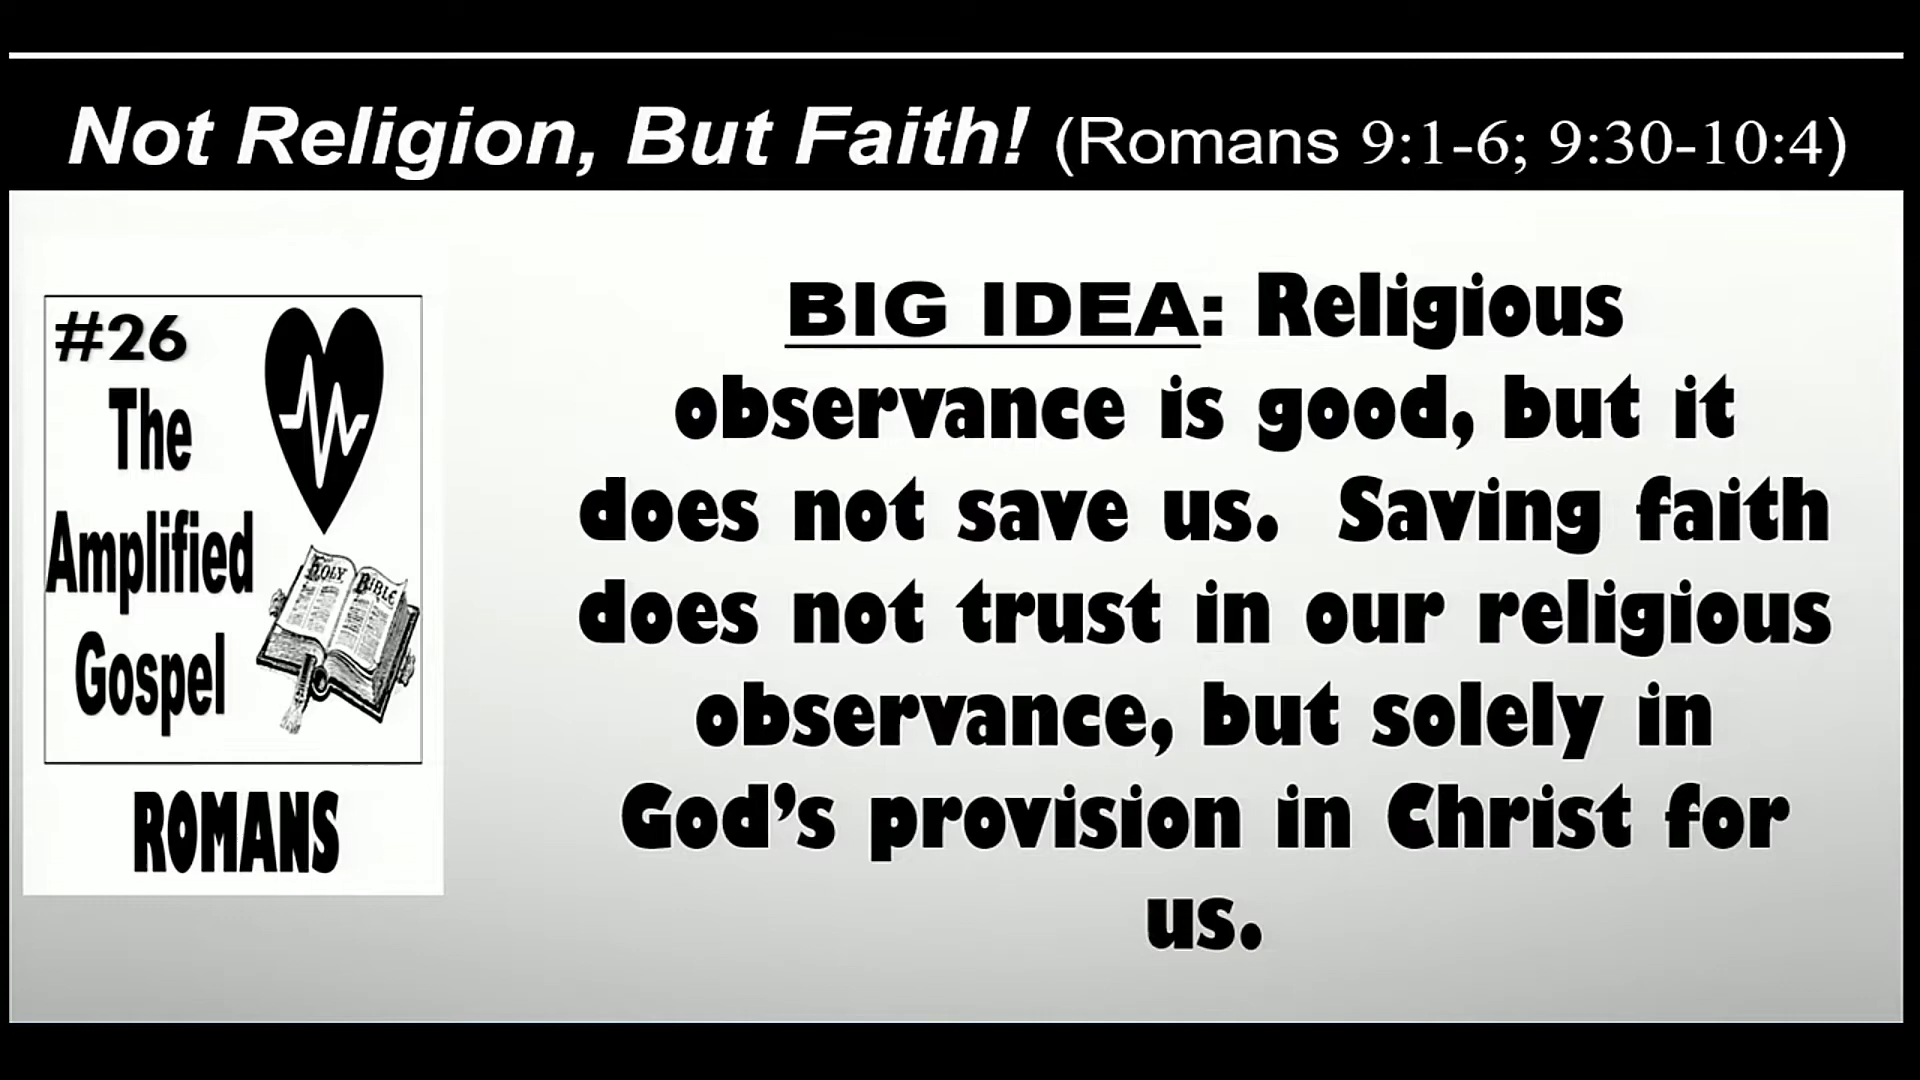 Not Religion, But Faith! (Romans 9:1-6; 9:30-10:4)
#26
The
Amplified
Gospel
HOLY BIBLE
ROMANS
BIG IDEA: Religious
observance is good, but it
does not save us. Saving faith
does not trust in our religious
observance, but solely in
God’s provision in Christ for
us.